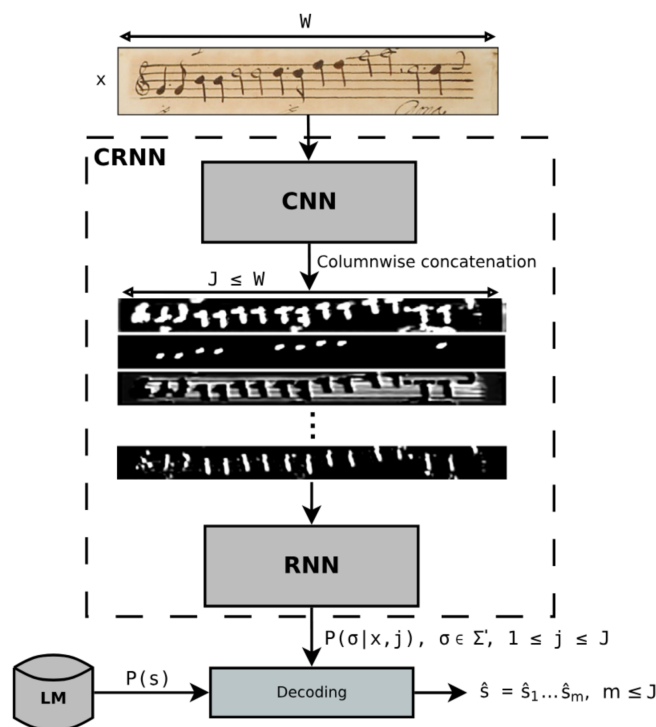 W
x
CRNN
CNN
Columnwise concatenation
J ≤ W
RNN
P(σ|x,j), σ∈ Σ', 1 ≤ j ≤ J
P(s)
LM
Decoding
ŝ = ŝ₁...ŝₘ, m ≤ J